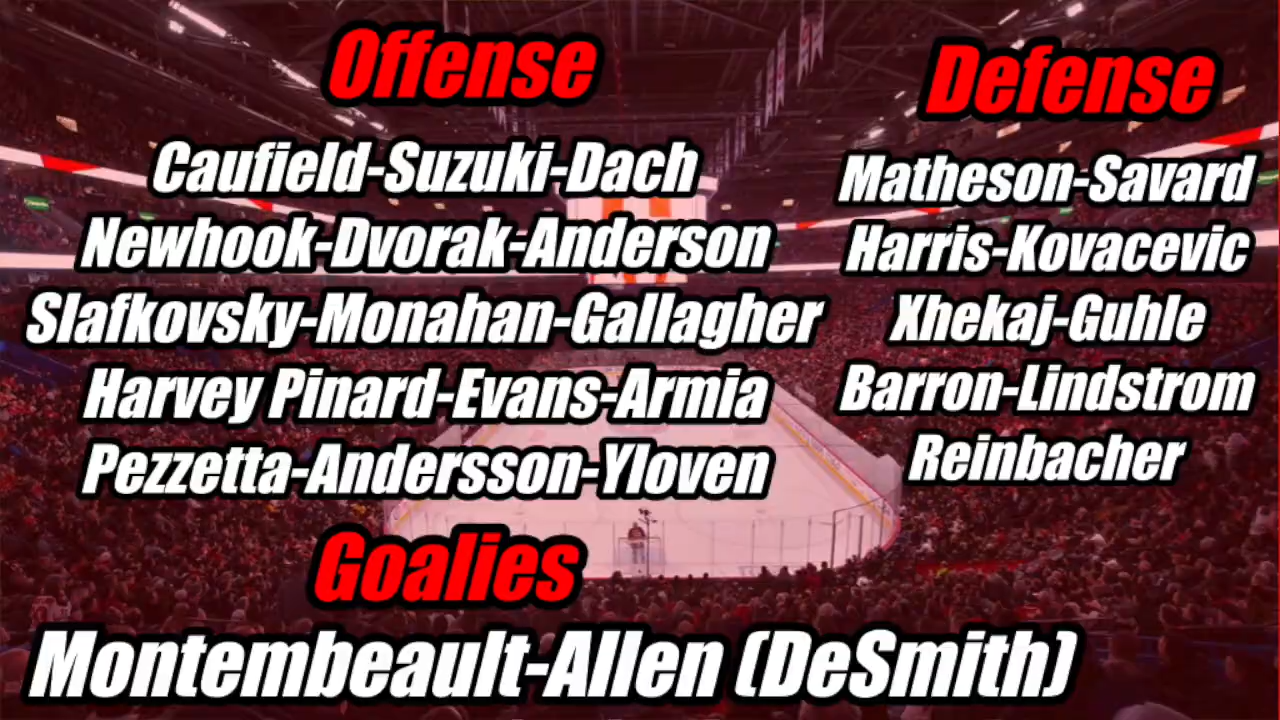 Offense
Caufield-Suzuki-Dach
Newhook-Dvorak-Anderson
Slafkovsky-Monahan-Gallagher
Harvey Pinard-Evans-Armia
Pezzetta-Andersson-Yloven
Defense
Matheson-Savard
Harris-Kovacevic
Xhekaj-Guhle
Barron-Lindstrom
Reinbacher
Goalies
Montembeault-Allen (DeSmith)